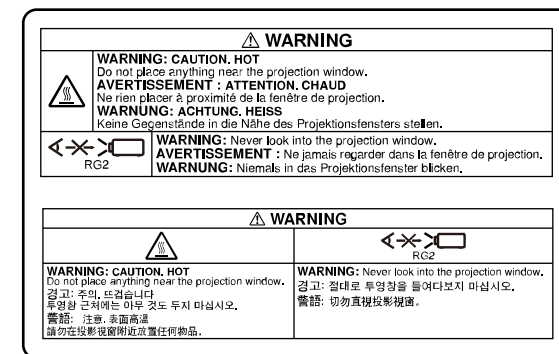 ⚠ WARNING
WARNING: CAUTION. HOT
Do not place anything near the projection window.
AVERTISSEMENT : ATTENTION. CHAUD
Ne rien placer à proximité de la fenêtre de projection.
WARNUNG: ACHTUNG. HEISS
Keine Gegenstände in die Nähe des Projektionsfensters stellen.
RG2
WARNING: Never look into the projection window.
AVERTISSEMENT : Ne jamais regarder dans la fenêtre de projection.
WARNUNG: Niemals in das Projektionsfenster blicken.
⚠ WARNING
WARNING: CAUTION. HOT
Do not place anything near the projection window.
경고: 주의. 뜨겁습니다
투영창 근처에는 아무 것도 두지 마십시오.
警語: 注意. 表面高溫
請勿在投影視窗附近放置任何物品.
RG2
WARNING: Never look into the projection window.
경고: 절대로 투영창을 들여다보지 마십시오.
警語: 切勿直視投影視窗。